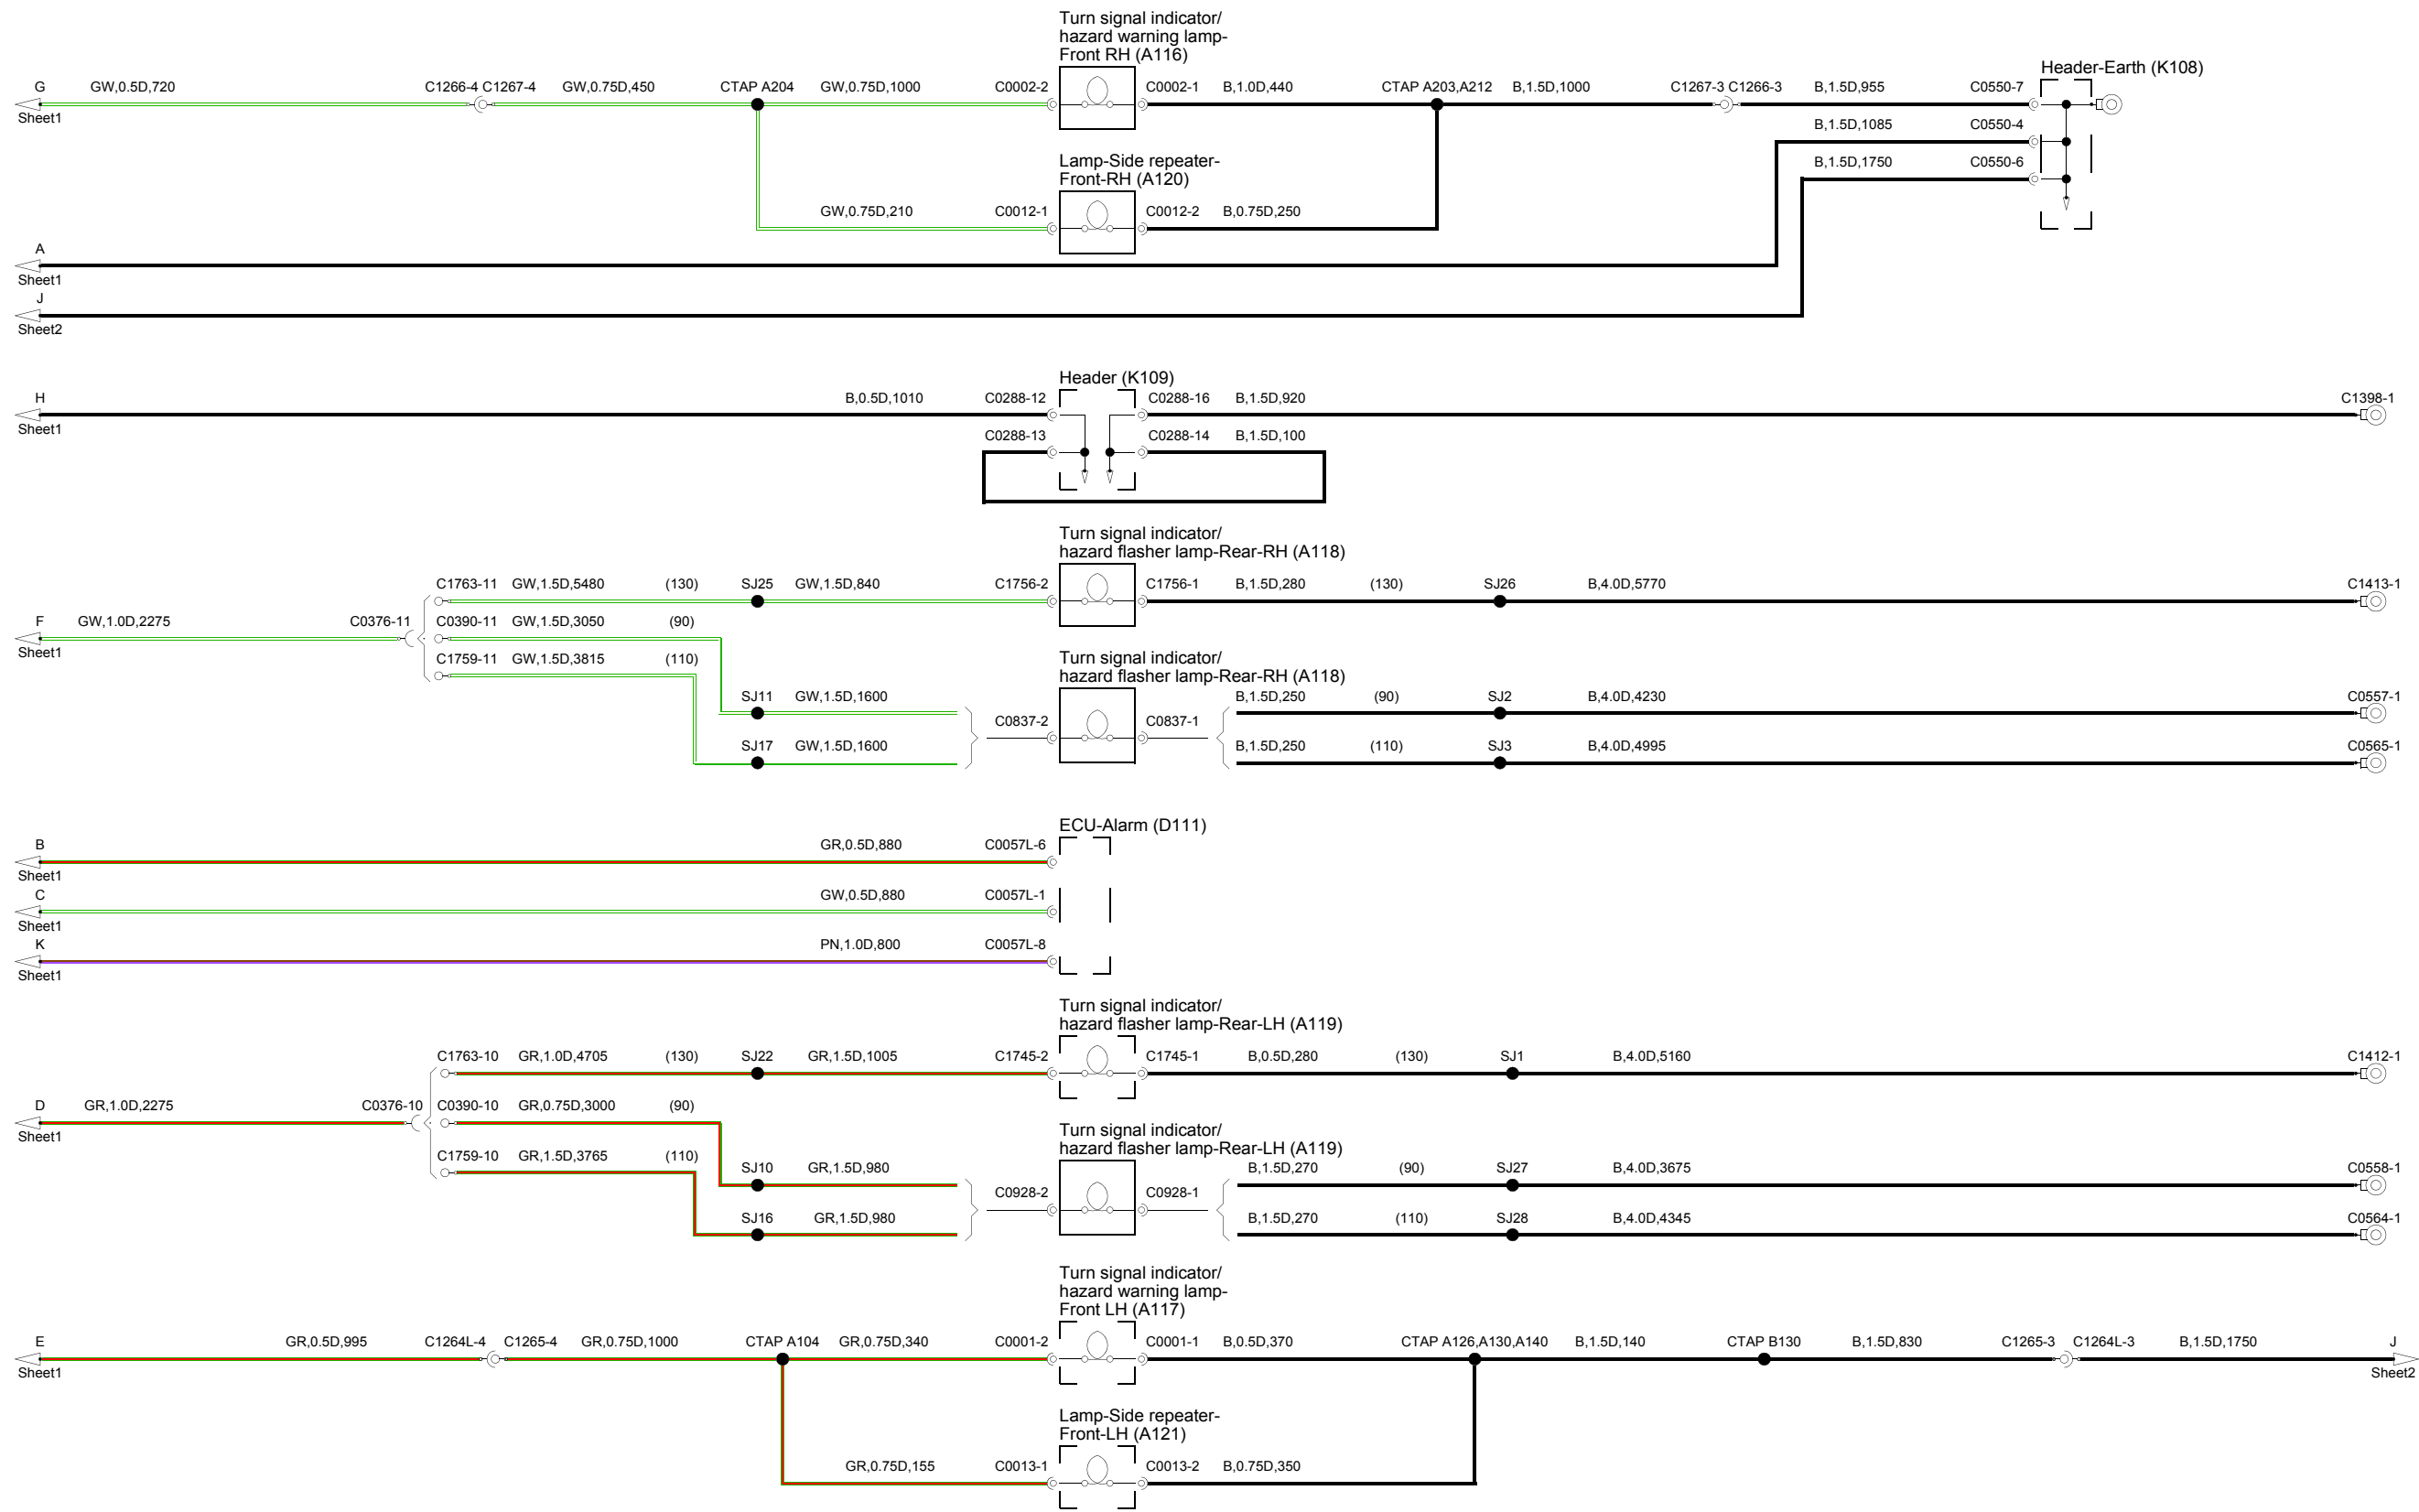 Turn signal indicator/
hazard warning lamp-
Front RH (A116)
Header-Earth (K108)
G GW,0.5D,720 C1266-4 C1267-4 GW,0.75D,450 CTAP A204 GW,0.75D,1000 C0002-2 C0002-1 B,1.0D,440 CTAP A203,A212 B,1.5D,1000 C1267-3 C1266-3 B,1.5D,955 C0550-7
Sheet1
B,1.5D,1085 C0550-4
Lamp-Side repeater-
Front-RH (A120)
B,1.5D,1750 C0550-6
GW,0.75D,210 C0012-1 C0012-2 B,0.75D,250
A
Sheet1
J
Sheet2
Header (K109)
H B,0.5D,1010 C0288-12 C0288-16 B,1.5D,920 C1398-1
Sheet1
C0288-13 C0288-14 B,1.5D,100
Turn signal indicator/
hazard flasher lamp-Rear-RH (A118)
C1763-11 GW,1.5D,5480 (130) SJ25 GW,1.5D,840 C1756-2 C1756-1 B,1.5D,280 (130) SJ26 B,4.0D,5770 C1413-1
F GW,1.0D,2275 C0376-11 C0390-11 GW,1.5D,3050 (90)
Sheet1
C1759-11 GW,1.5D,3815 (110)
Turn signal indicator/
hazard flasher lamp-Rear-RH (A118)
SJ11 GW,1.5D,1600 B,1.5D,250 (90) SJ2 B,4.0D,4230 C0557-1
C0837-2 C0837-1
SJ17 GW,1.5D,1600 B,1.5D,250 (110) SJ3 B,4.0D,4995 C0565-1
ECU-Alarm (D111)
B GR,0.5D,880 C0057L-6
Sheet1
C GW,0.5D,880 C0057L-1
Sheet1
K PN,1.0D,800 C0057L-8
Sheet1
Turn signal indicator/
hazard flasher lamp-Rear-LH (A119)
C1763-10 GR,1.0D,4705 (130) SJ22 GR,1.5D,1005 C1745-2 C1745-1 B,0.5D,280 (130) SJ1 B,4.0D,5160 C1412-1
D GR,1.0D,2275 C0376-10 C0390-10 GR,0.75D,3000 (90)
Sheet1
Turn signal indicator/
hazard flasher lamp-Rear-LH (A119)
C1759-10 GR,1.5D,3765 (110)
SJ10 GR,1.5D,980 B,1.5D,270 (90) SJ27 B,4.0D,3675 C0558-1
C0928-2 C0928-1
SJ16 GR,1.5D,980 B,1.5D,270 (110) SJ28 B,4.0D,4345 C0564-1
Turn signal indicator/
hazard warning lamp-
Front LH (A117)
E GR,0.5D,995 C1264L-4 C1265-4 GR,0.75D,1000 CTAP A104 GR,0.75D,340 C0001-2 C0001-1 B,0.5D,370 CTAP A126,A130,A140 B,1.5D,140 CTAP B130 B,1.5D,830 C1265-3 C1264L-3 B,1.5D,1750 J
Sheet1 Sheet2
Lamp-Side repeater-
Front-LH (A121)
GR,0.75D,155 C0013-1 C0013-2 B,0.75D,350